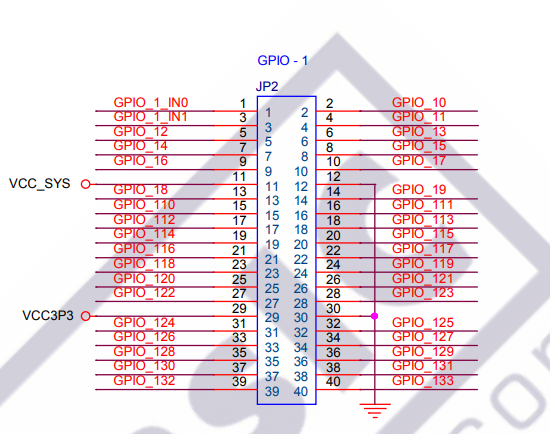 GPIO - 1
JP2
GPIO_1_IN0 1 1 2 2 GPIO_10
GPIO_1_IN1 3 3 4 4 GPIO_11
GPIO_12 5 5 6 6 GPIO_13
GPIO_14 7 7 8 8 GPIO_15
GPIO_16 9 9 10 10 GPIO_17
VCC_SYS 11 11 12 12
GPIO_18 13 13 14 14 GPIO_19
GPIO_110 15 15 16 16 GPIO_111
GPIO_112 17 17 18 18 GPIO_113
GPIO_114 19 19 20 20 GPIO_115
GPIO_116 21 21 22 22 GPIO_117
GPIO_118 23 23 24 24 GPIO_119
GPIO_120 25 25 26 26 GPIO_121
GPIO_122 27 27 28 28 GPIO_123
VCC3P3 29 29 30 30
GPIO_124 31 31 32 32 GPIO_125
GPIO_126 33 33 34 34 GPIO_127
GPIO_128 35 35 36 36 GPIO_129
GPIO_130 37 37 38 38 GPIO_131
GPIO_132 39 39 40 40 GPIO_133